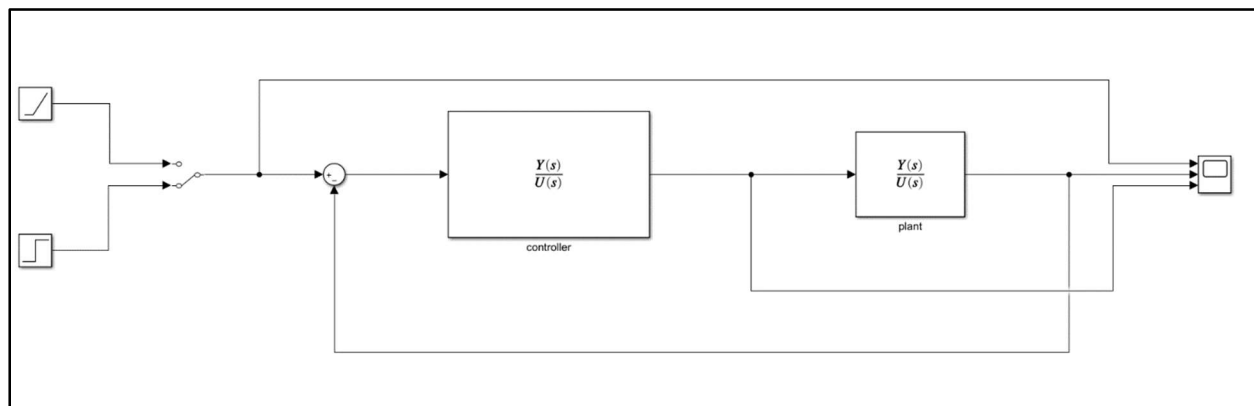 +
−
Y(s)
U(s)
controller
Y(s)
U(s)
plant